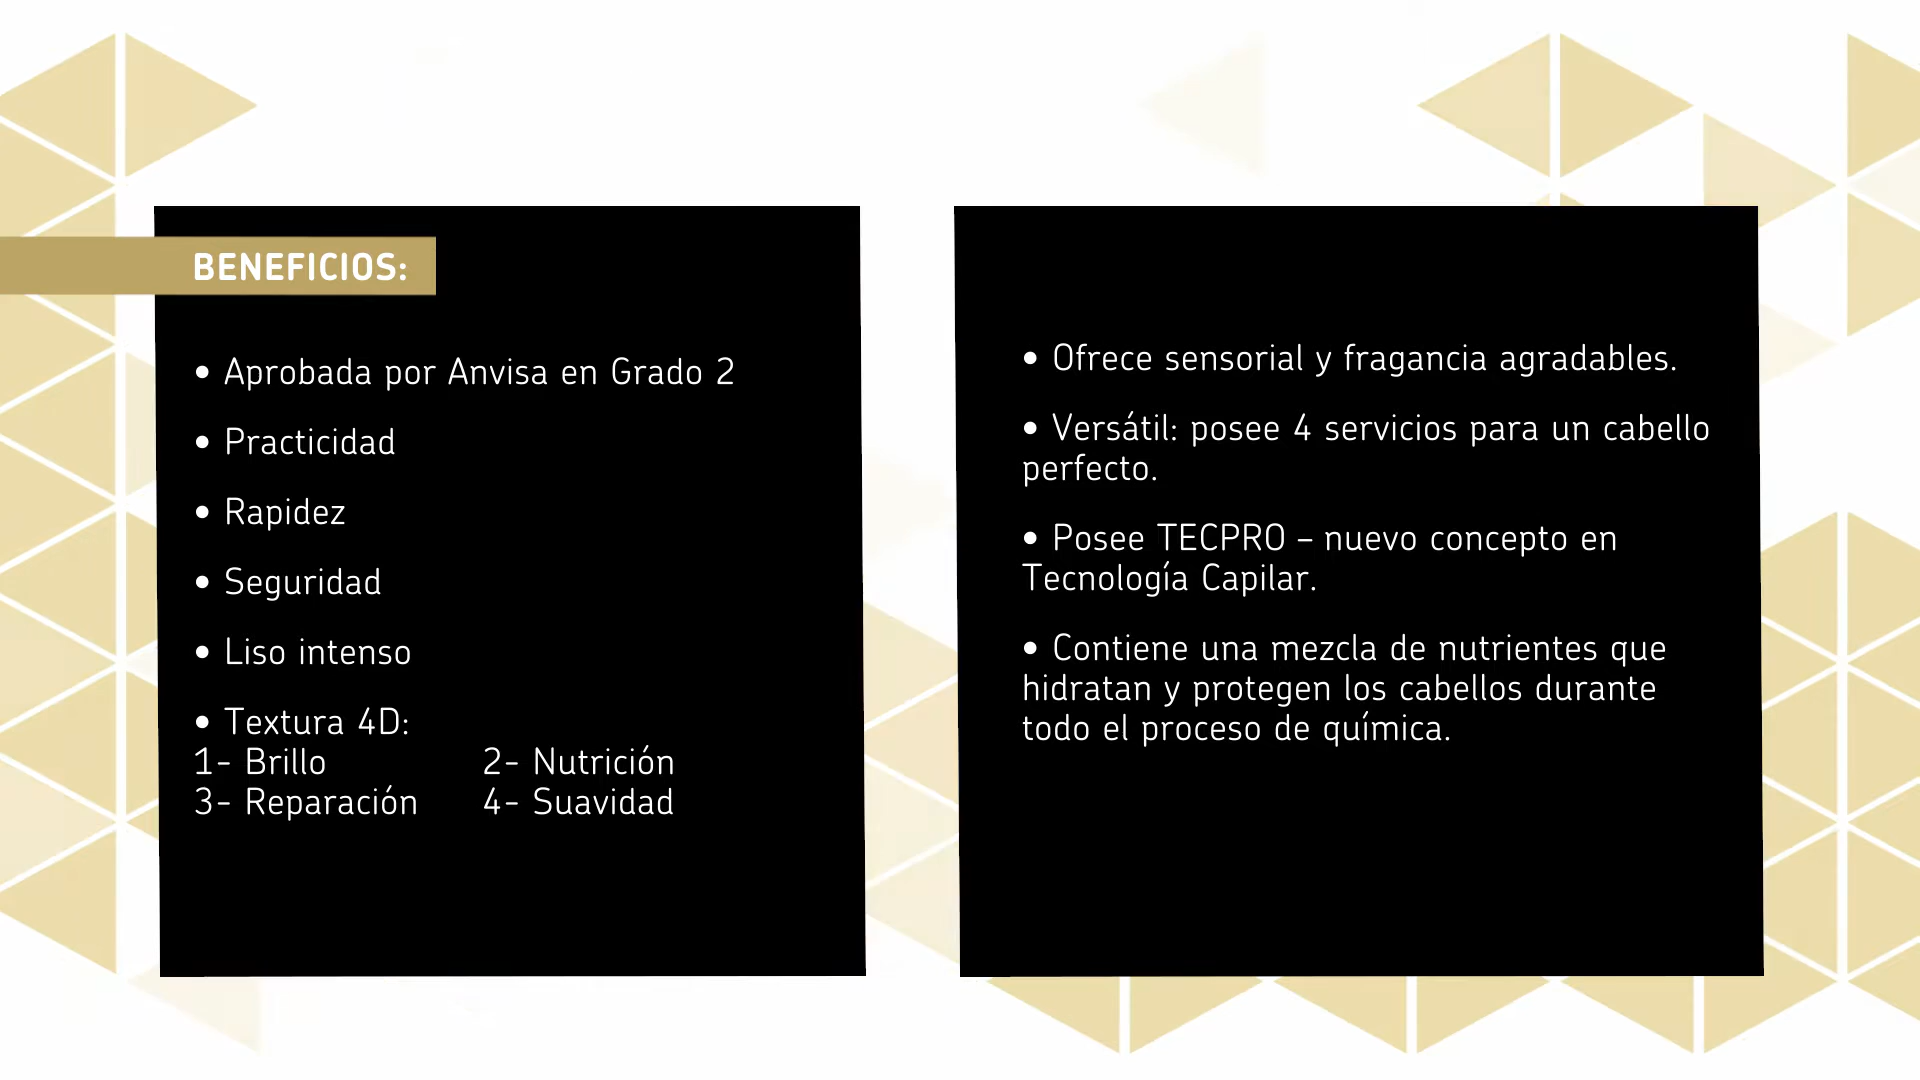 BENEFICIOS:
• Aprobada por Anvisa en Grado 2
• Practicidad
• Rapidez
• Seguridad
• Liso intenso
• Textura 4D:
1- Brillo 2- Nutrición
3- Reparación 4- Suavidad
• Ofrece sensorial y fragancia agradables.
• Versátil: posee 4 servicios para un cabello
perfecto.
• Posee TECPRO – nuevo concepto en
Tecnología Capilar.
• Contiene una mezcla de nutrientes que
hidratan y protegen los cabellos durante
todo el proceso de química.